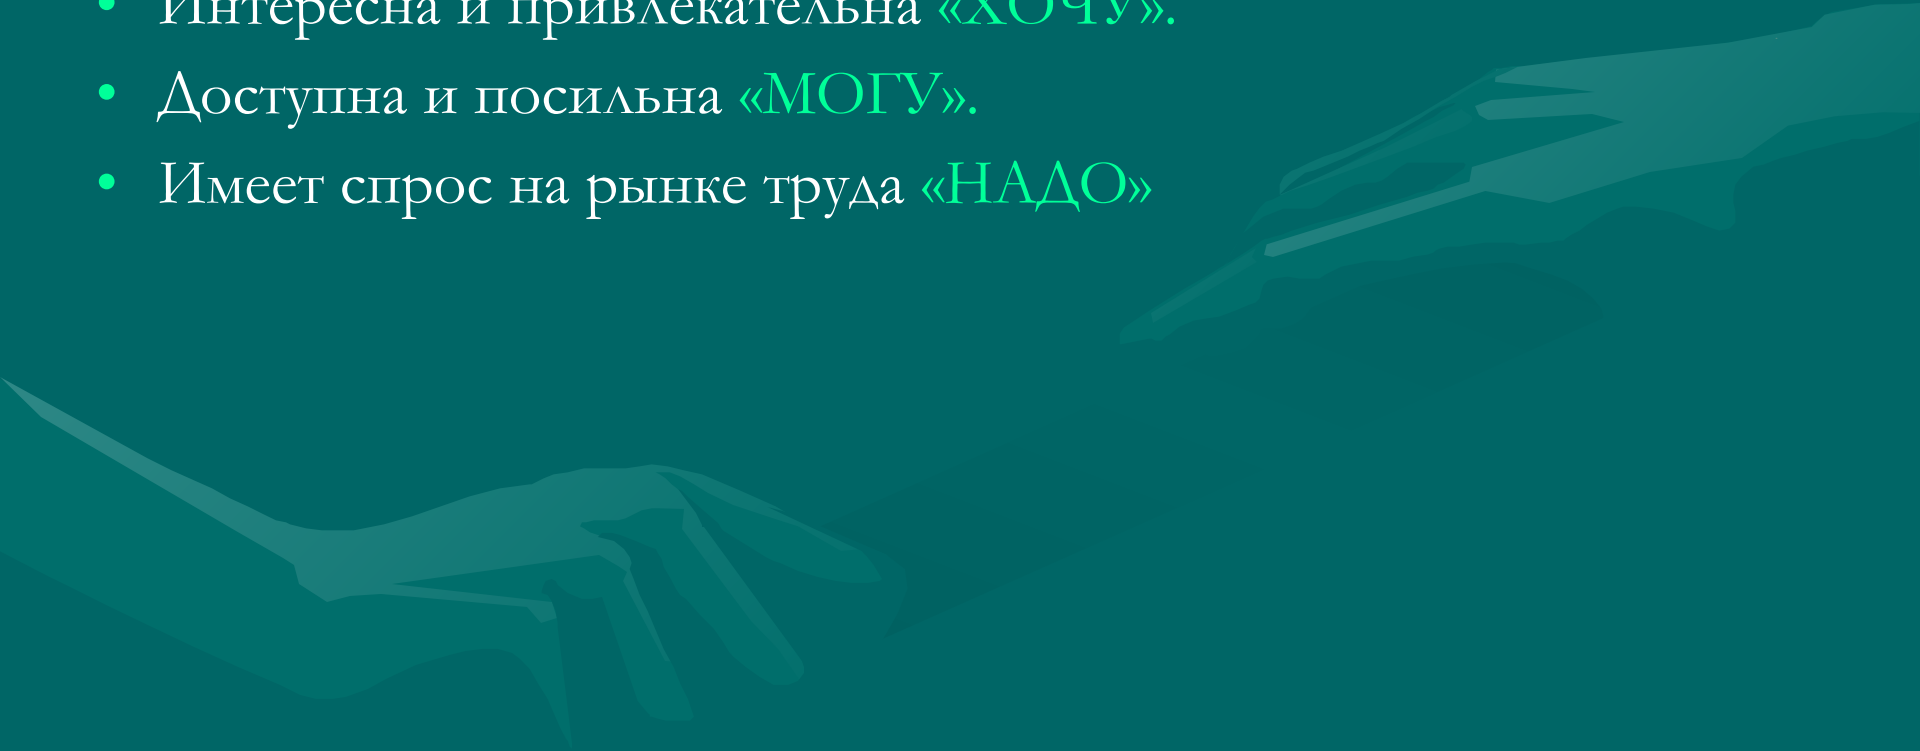 • Интересна и привлекательна «ХОЧУ».
• Доступна и посильна «МОГУ».
• Имеет спрос на рынке труда «НАДО»